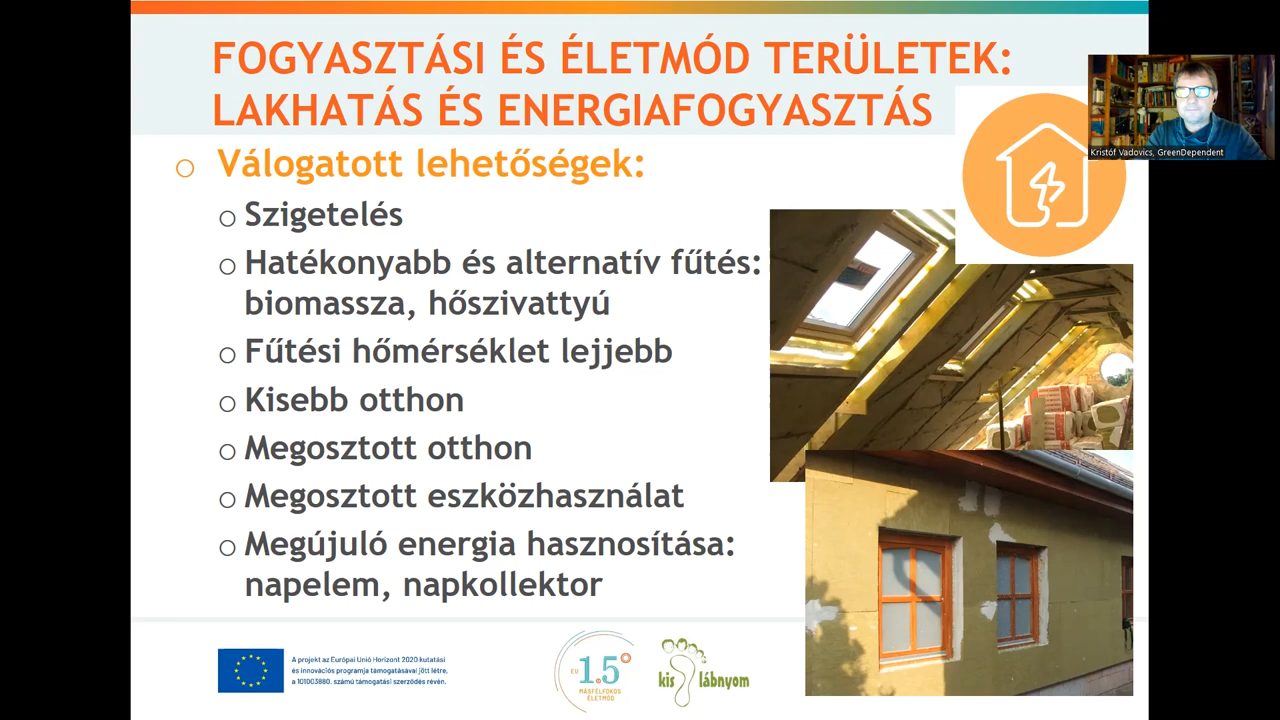 FOGYASZTÁSI ÉS ÉLETMÓD TERÜLETEK:
LAKHATÁS ÉS ENERGIAFOGYASZTÁS
Válogatott lehetőségek:
Szigetelés
Hatékonyabb és alternatív fűtés:
biomassza, hőszivattyú
Fűtési hőmérséklet lejjebb
Kisebb otthon
Megosztott otthon
Megosztott eszközhasználat
Megújuló energia hasznosítása:
napelem, napkollektor
Kristóf Vadovics, GreenDependent
A projekt az Európai Unió Horizont 2020 kutatási
és innovációs programja támogatásával jött létre,
a 101003880. számú támogatási szerződés révén.
EU 1.5°
MÁSFÉLFOKOS
ÉLETMÓD
kis lábnyom